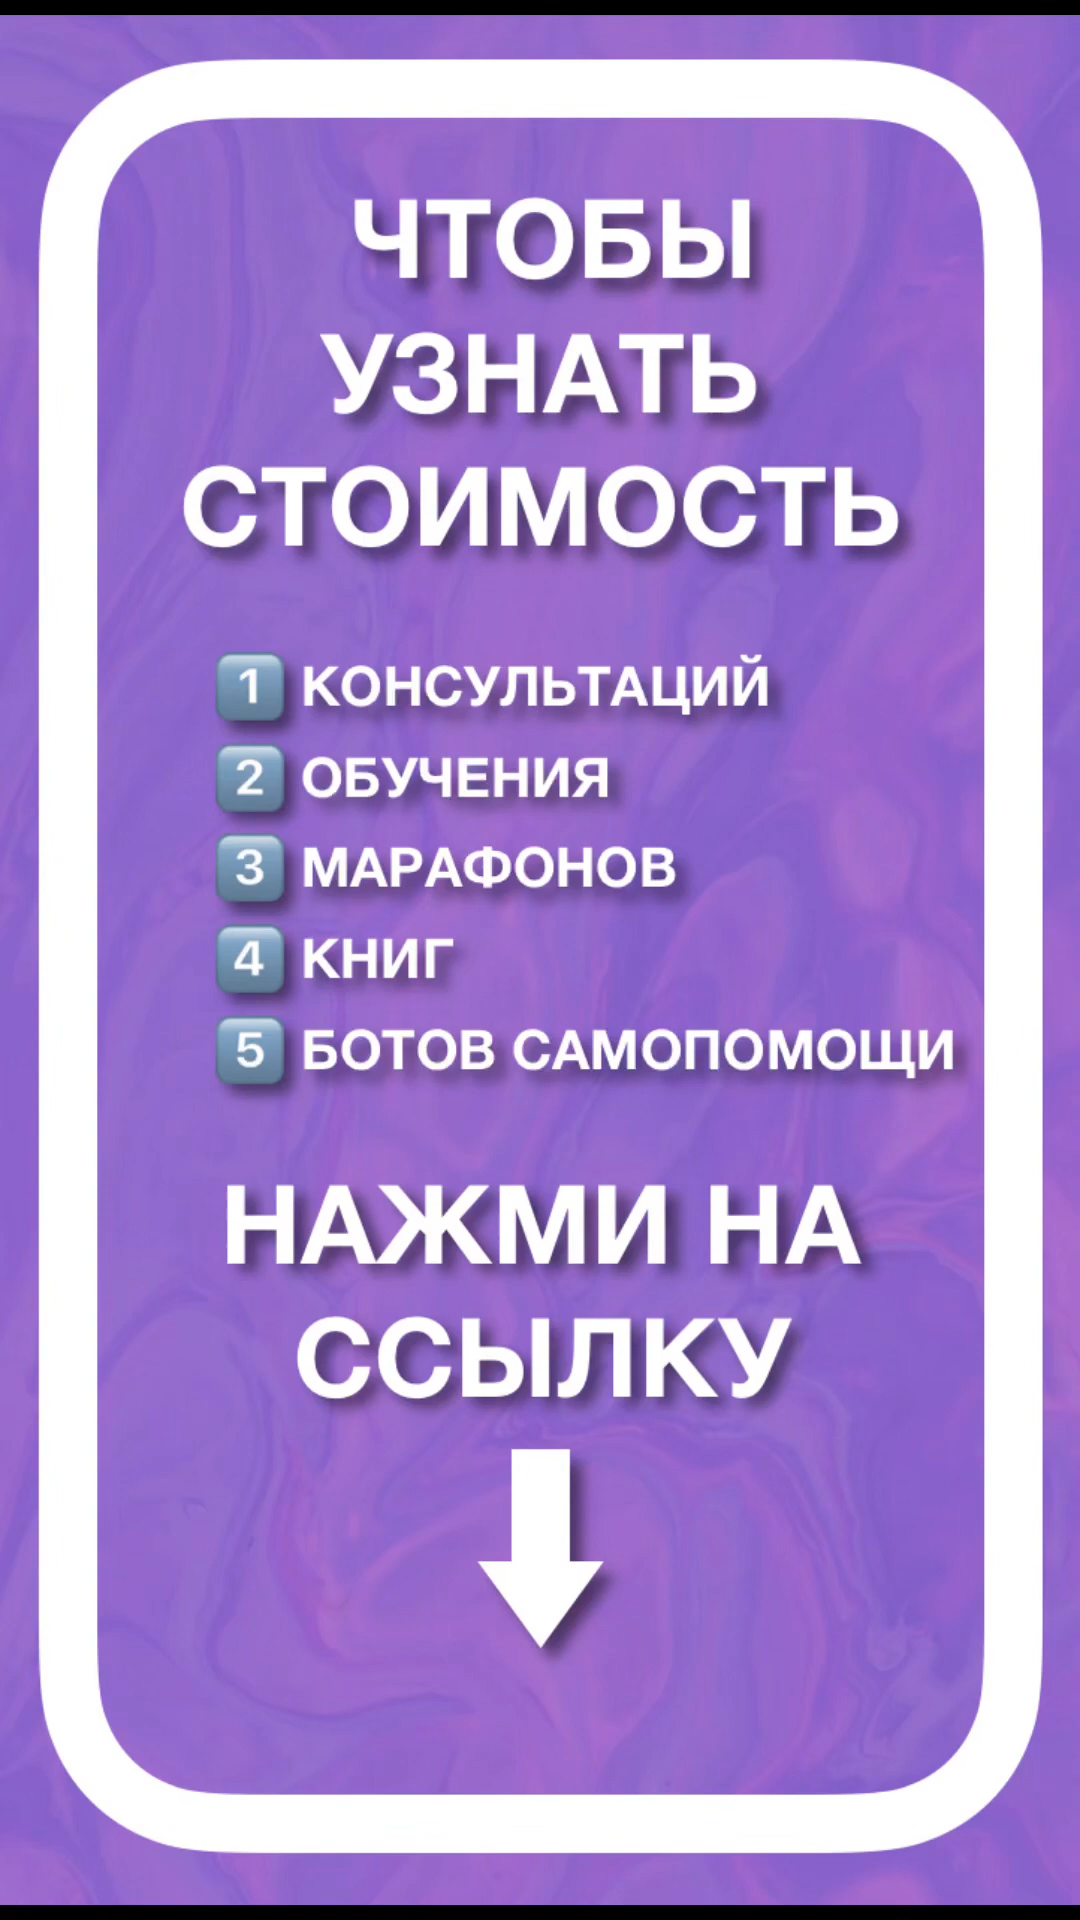 ЧТОБЫ
УЗНАТЬ
СТОИМОСТЬ
1 КОНСУЛЬТАЦИЙ
2 ОБУЧЕНИЯ
3 МАРАФОНОВ
4 КНИГ
5 БОТОВ САМОПОМОЩИ
НАЖМИ НА
ССЫЛКУ